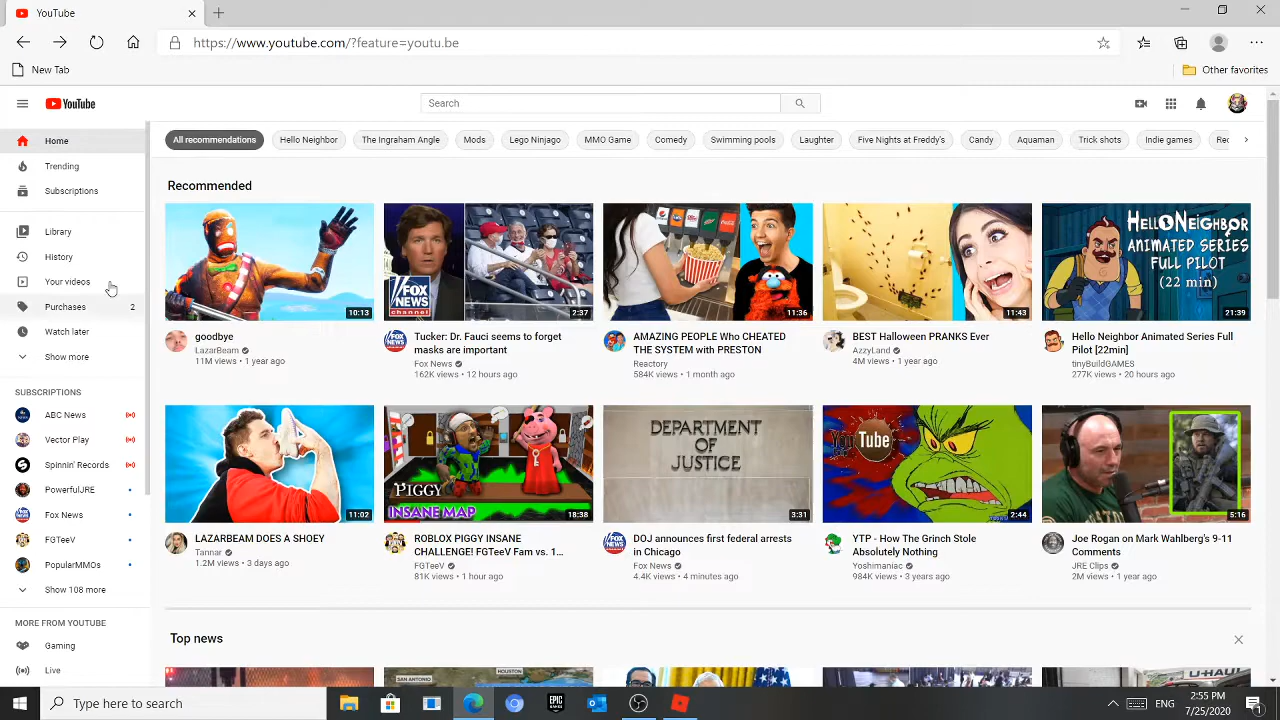 YouTube
https://www.youtube.com/?feature=youtu.be
New Tab
Other favorites
YouTube
Search
Home
Trending
Subscriptions
Library
History
Your videos
Purchases 2
Watch later
Show more
SUBSCRIPTIONS
ABC News
Vector Play
Spinnin' Records
PowerfulJRE
Fox News
FGTeeV
PopularMMOs
Show 108 more
MORE FROM YOUTUBE
Gaming
Live
All recommendations Hello Neighbor The Ingraham Angle Mods Lego Ninjago MMO Game Comedy Swimming pools Laughter Five Nights at Freddy's Candy Aquaman Trick shots Indie games Rec
Recommended
10:13
goodbye
LazarBeam
11M views • 1 year ago
FOX
NEWS
channel
2:37
Tucker: Dr. Fauci seems to forget
masks are important
Fox News
162K views • 12 hours ago
11:36
AMAZING PEOPLE Who CHEATED
THE SYSTEM with PRESTON
Reactory
584K views • 1 month ago
11:43
BEST Halloween PRANKS Ever
AzzyLand
4M views • 1 year ago
HELLO NEIGHBOR
ANIMATED SERIES
FULL PILOT
(22 min)
21:39
Hello Neighbor Animated Series Full
Pilot [22min]
tinyBuildGAMES
277K views • 20 hours ago
11:02
LAZARBEAM DOES A SHOEY
Tannar
1.2M views • 3 days ago
PIGGY
INSANE MAP
18:38
ROBLOX PIGGY INSANE
CHALLENGE! FGTeeV Fam vs. 1...
FGTeeV
81K views • 1 hour ago
DEPARTMENT
OF
JUSTICE
3:31
DOJ announces first federal arrests
in Chicago
Fox News
4.4K views • 4 minutes ago
YouTube
2:44
YTP - How The Grinch Stole
Absolutely Nothing
Yoshimaniac
984K views • 3 years ago
5:16
Joe Rogan on Mark Wahlberg's 9-11
Comments
JRE Clips
2M views • 1 year ago
Top news
SAN ANTONIO
HOUSTON
U-HAUL
Type here to search
EPIC
GAMES
ENG
2:55 PM
7/25/2020